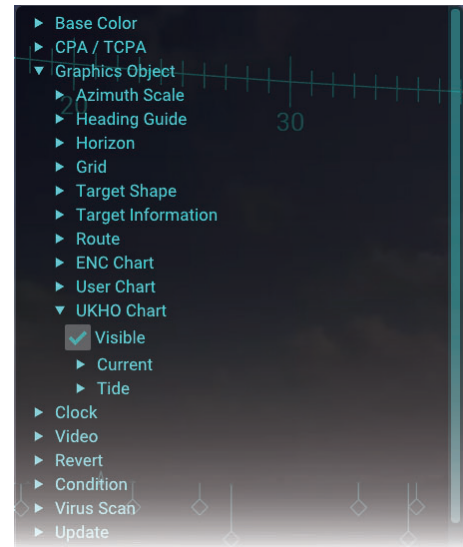 Base Color
CPA / TCPA
Graphics Object
Azimuth Scale
20
Heading Guide
30
Horizon
Grid
Target Shape
Target Information
Route
ENC Chart
User Chart
UKHO Chart
Visible
Current
Tide
Clock
Video
Revert
Condition
Virus Scan
Update